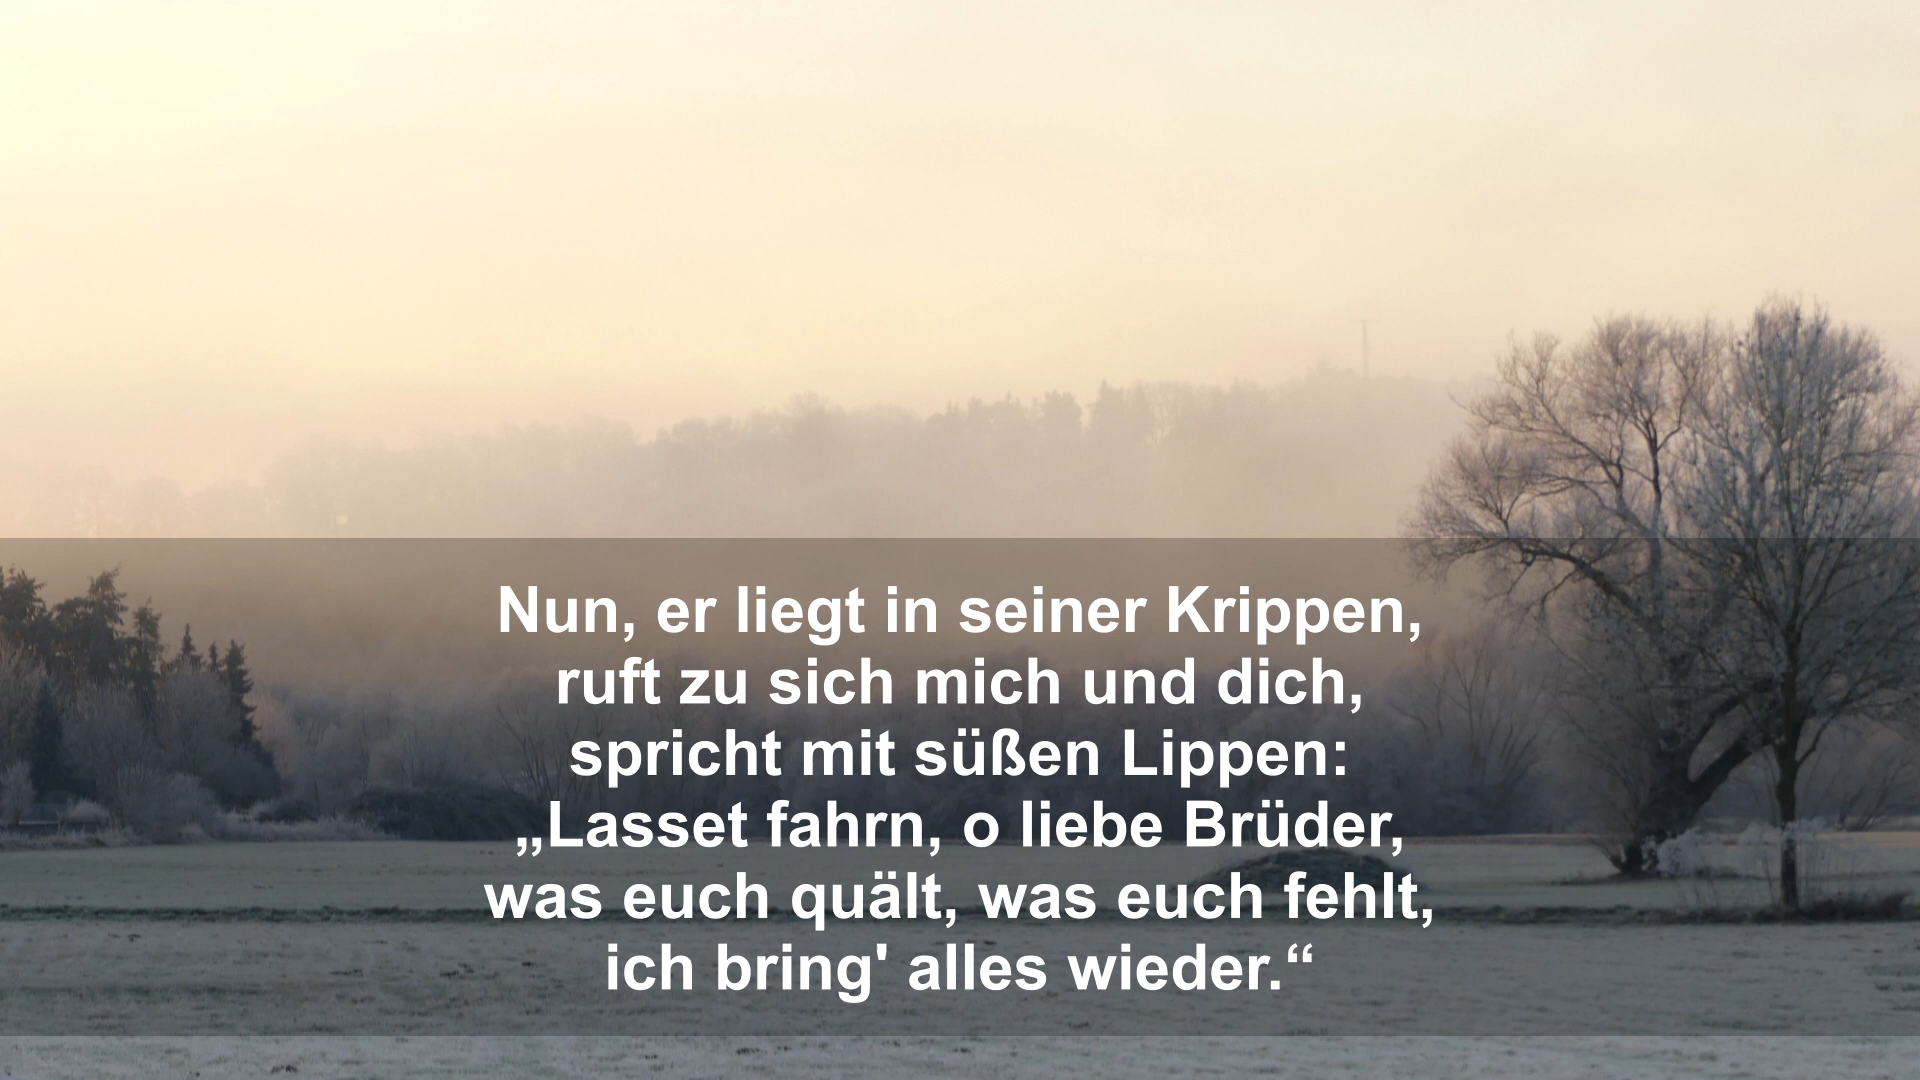 Nun, er liegt in seiner Krippen,
ruft zu sich mich und dich,
spricht mit süßen Lippen:
„Lasset fahrn, o liebe Brüder,
was euch quält, was euch fehlt,
ich bring' alles wieder.“